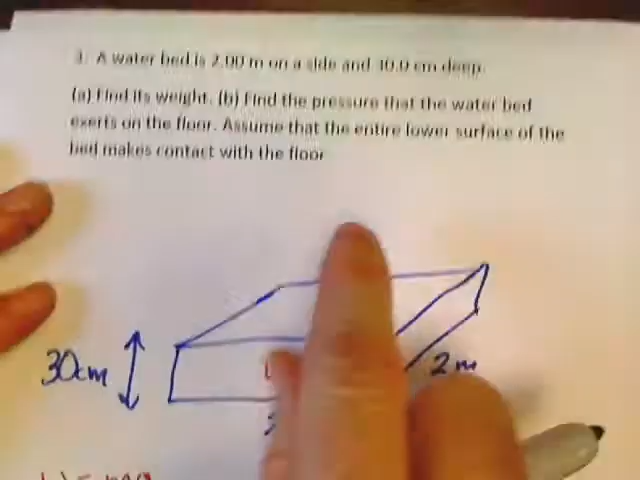 3. A water bed is 2.00 m on a side and 30.0 cm deep.
(a) Find its weight. (b) Find the pressure that the water bed
exerts on the floor. Assume that the entire lower surface of the
bed makes contact with the floor
30cm
2m